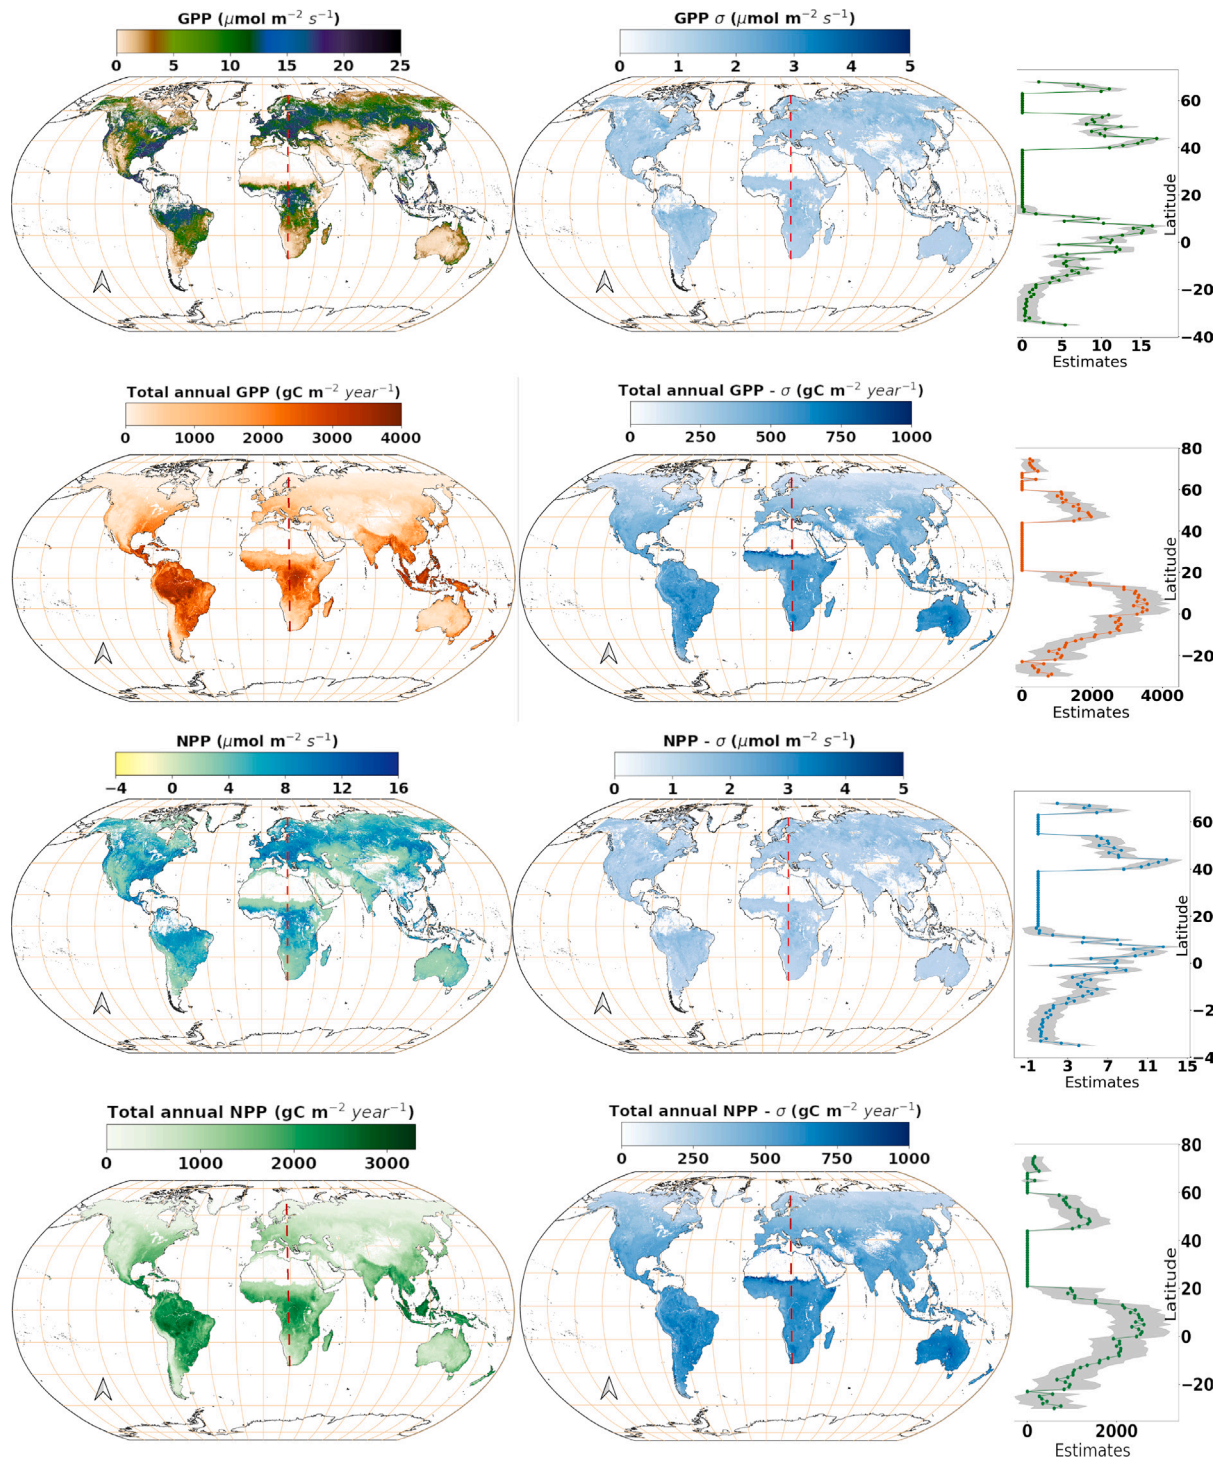 GPP (μmol m⁻² s⁻¹)
0 5 10 15 20 25
GPP σ (μmol m⁻² s⁻¹)
0 1 2 3 4 5
60
40
20
0
−20
−40
Latitude
0 5 10 15
Estimates
Total annual GPP (gC m⁻² year⁻¹)
0 1000 2000 3000 4000
Total annual GPP - σ (gC m⁻² year⁻¹)
0 250 500 750 1000
80
60
40
20
0
−20
Latitude
0 2000 4000
Estimates
NPP (μmol m⁻² s⁻¹)
−4 0 4 8 12 16
NPP - σ (μmol m⁻² s⁻¹)
0 1 2 3 4 5
60
40
20
0
−2
−4
Latitude
-1 3 7 11 15
Estimates
Total annual NPP (gC m⁻² year⁻¹)
0 1000 2000 3000
Total annual NPP - σ (gC m⁻² year⁻¹)
0 250 500 750 1000
80
60
40
20
0
−20
Latitude
0 2000
Estimates